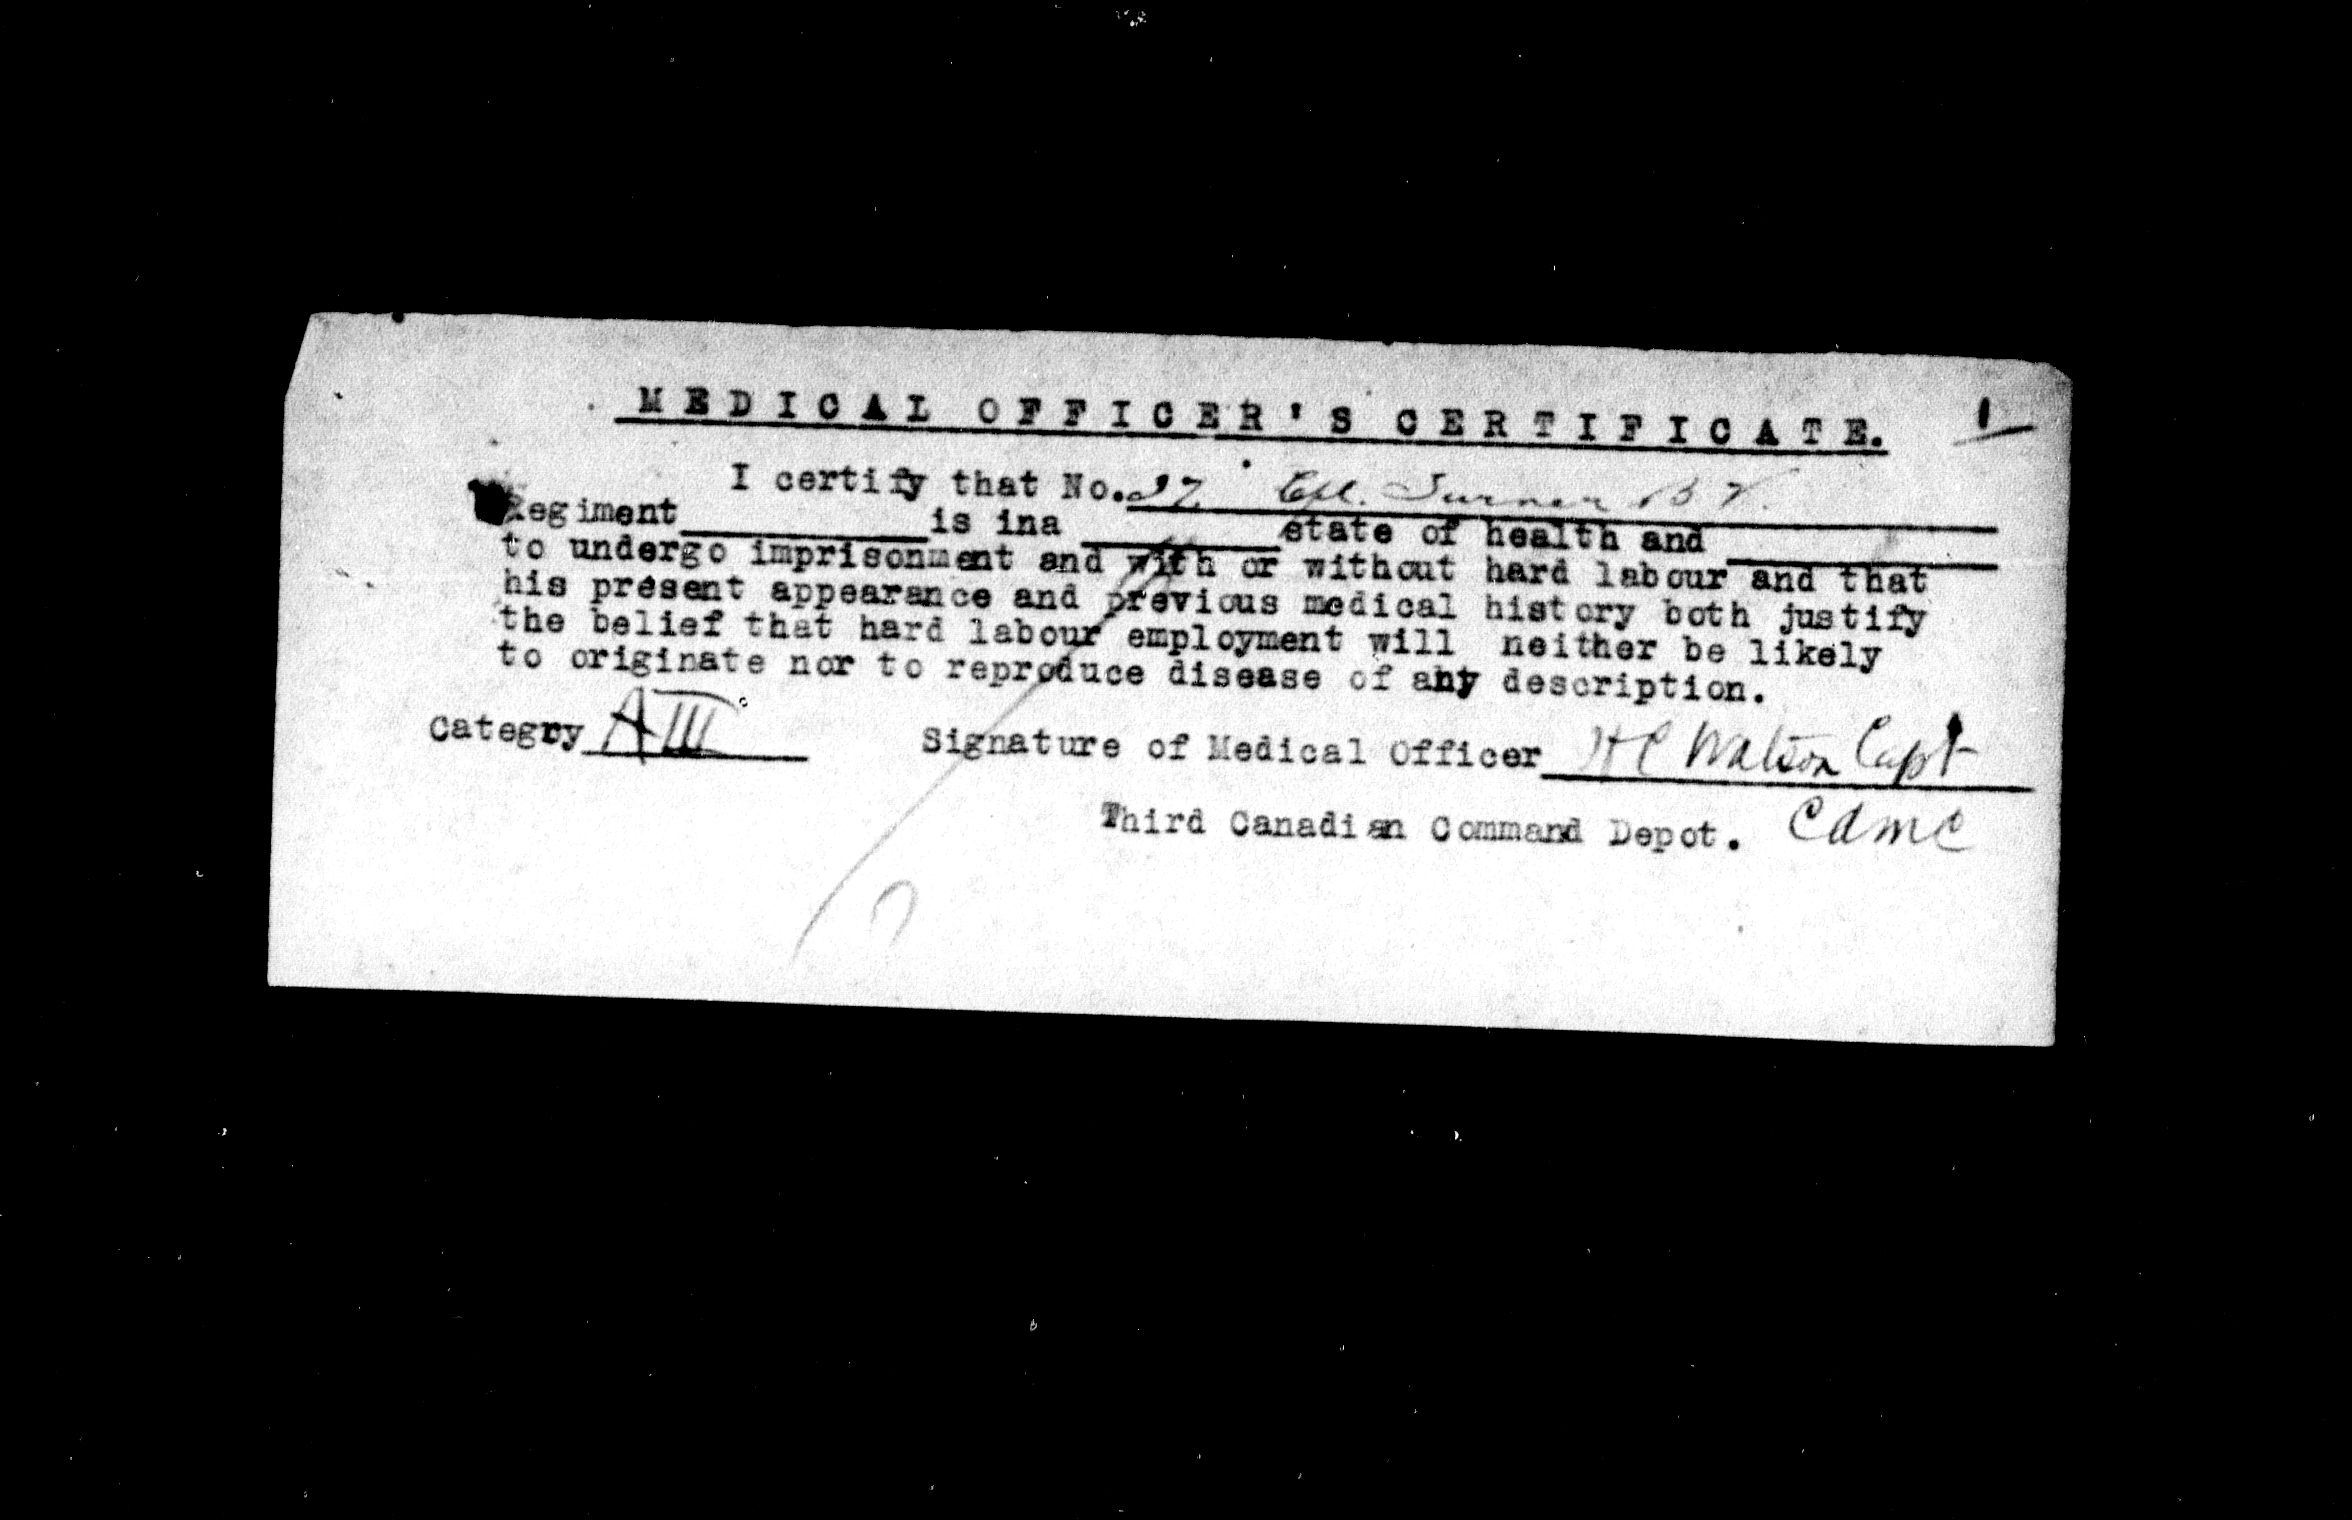 MEDICAL OFFICER'S CERTIFICATE. 1
I certify that No. 27 Cpl. Turner B V.
Regiment is ina state of health and
to undergo imprisonment and with or without hard labour and that
his present appearance and previous medical history both justify
the belief that hard labour employment will neither be likely
to originate nor to reproduce disease of any description.
Categry A III Signature of Medical Officer H C Watson Capt
Third Canadian Command Depot. CAMC